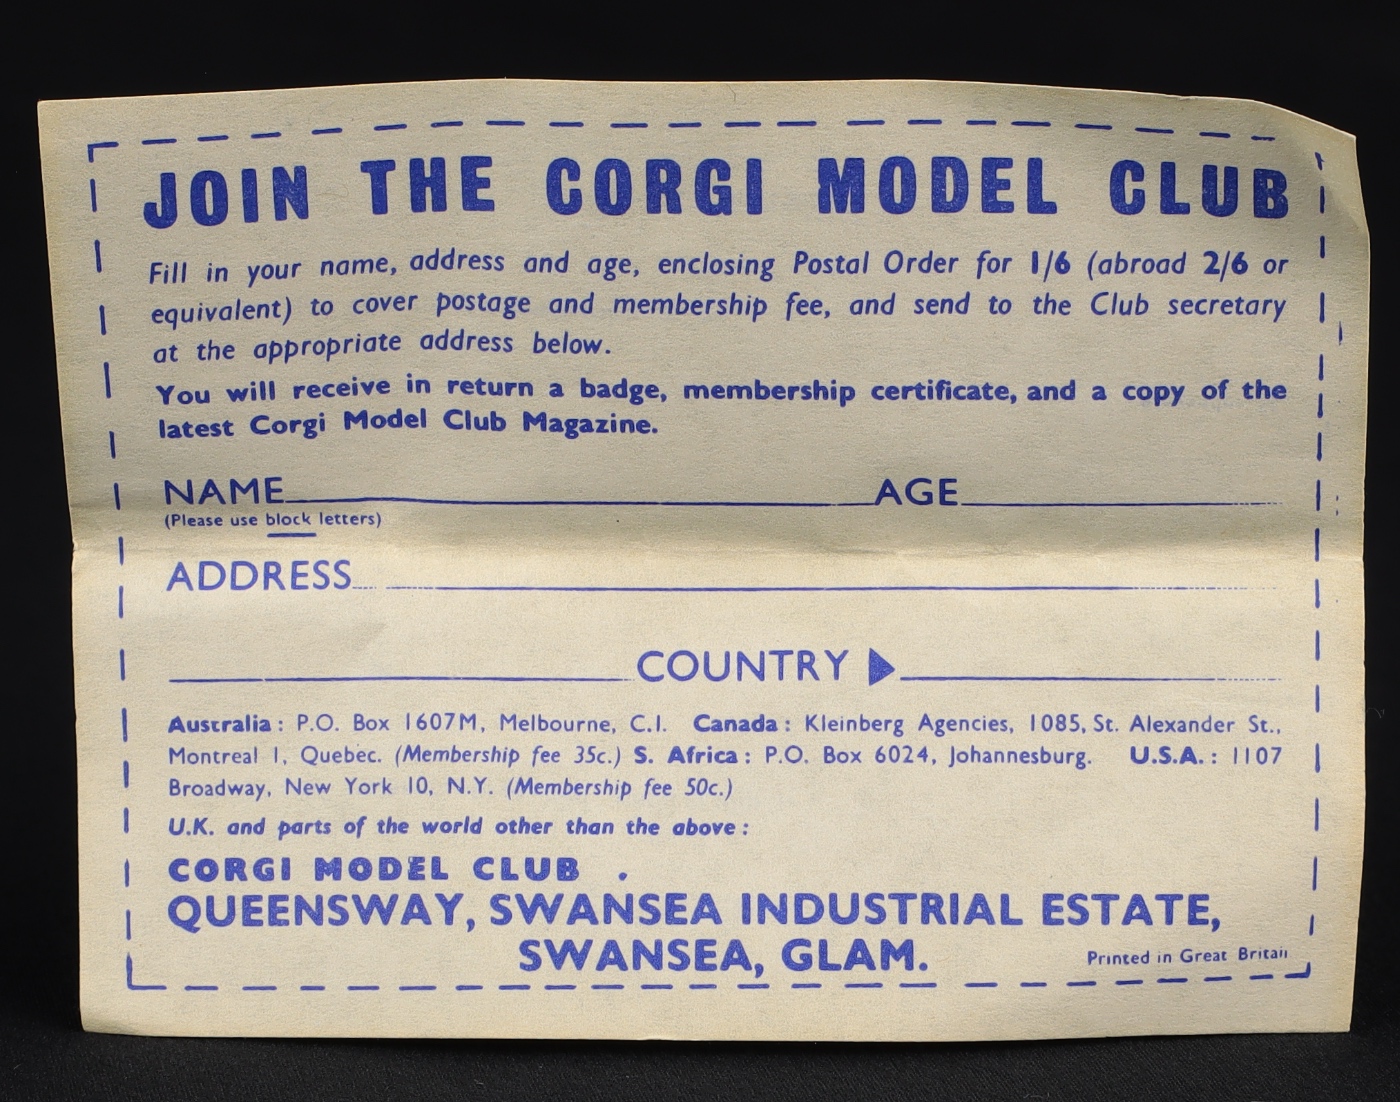 JOIN THE CORGI MODEL CLUB
Fill in your name, address and age, enclosing Postal Order for 1/6 (abroad 2/6 or
equivalent) to cover postage and membership fee, and send to the Club secretary
at the appropriate address below.
You will receive in return a badge, membership certificate, and a copy of the
latest Corgi Model Club Magazine.
NAME AGE
(Please use block letters)
ADDRESS
COUNTRY ▶
Australia : P.O. Box 1607M, Melbourne, C.I. Canada : Kleinberg Agencies, 1085, St. Alexander St.,
Montreal 1, Quebec. (Membership fee 35c.) S. Africa : P.O. Box 6024, Johannesburg. U.S.A. : 1107
Broadway, New York 10, N.Y. (Membership fee 50c.)
U.K. and parts of the world other than the above :
CORGI MODEL CLUB .
QUEENSWAY, SWANSEA INDUSTRIAL ESTATE,
SWANSEA, GLAM.
Printed in Great Britain